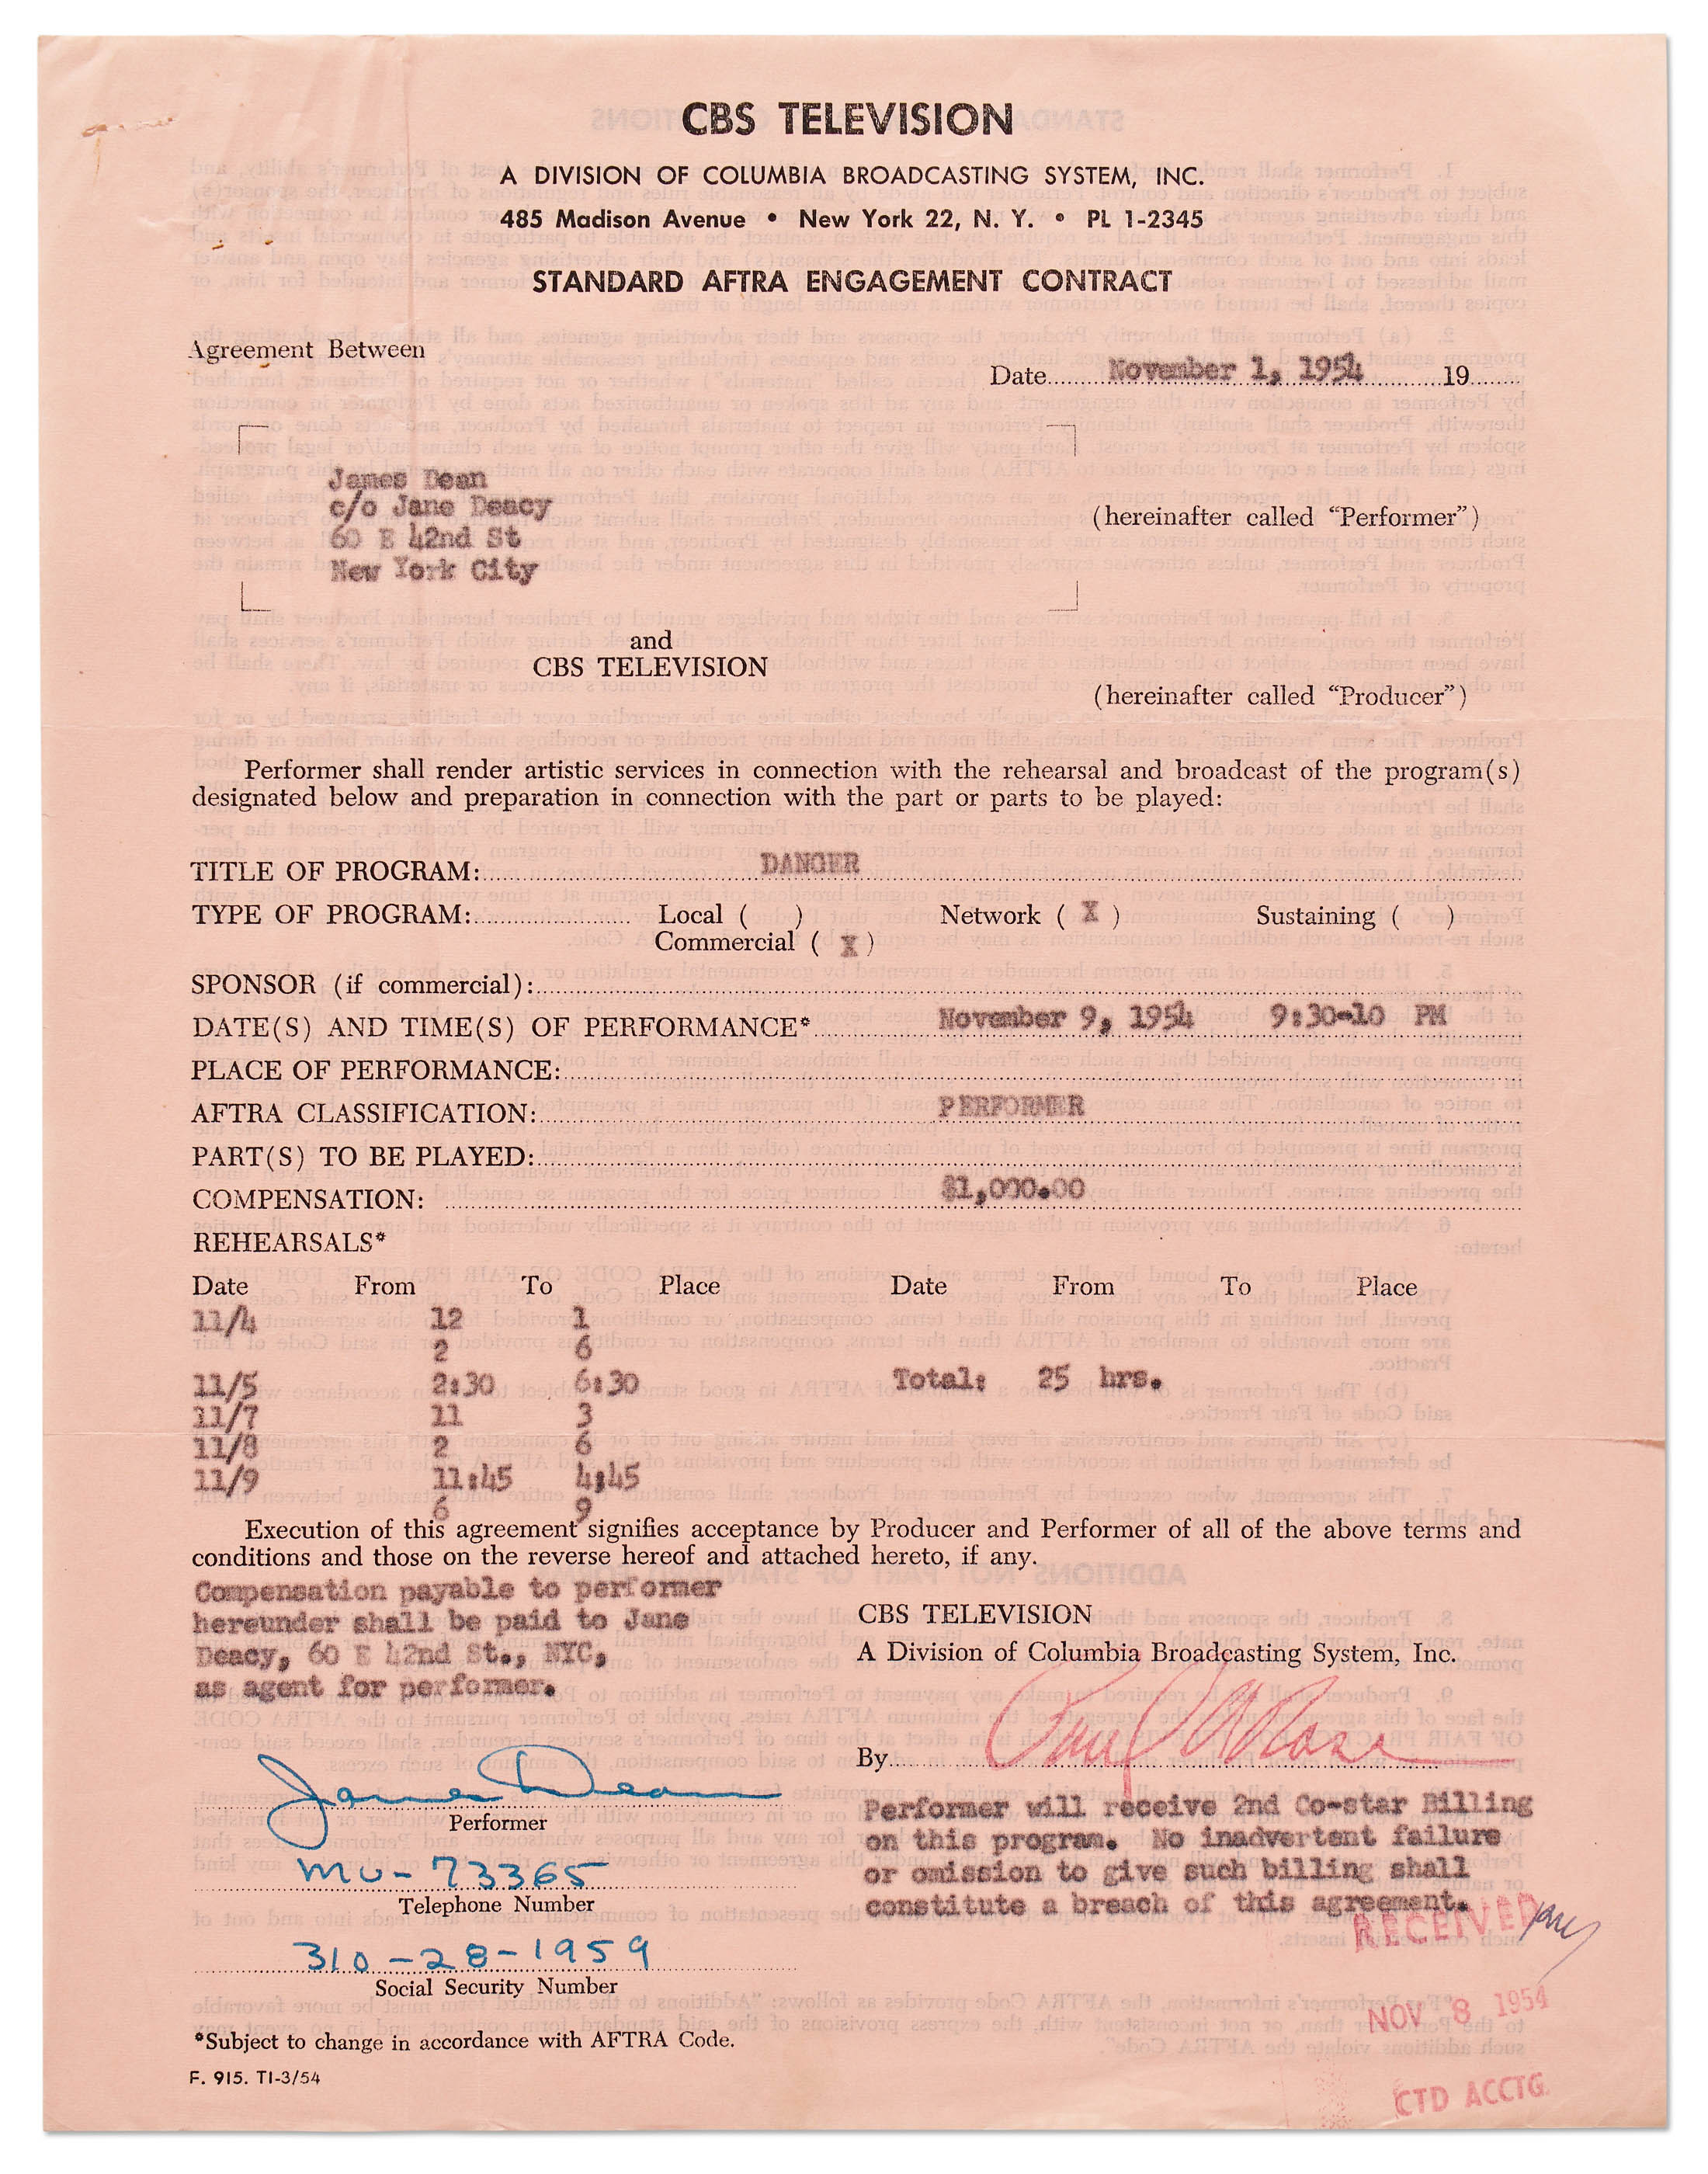 CBS TELEVISION
A DIVISION OF COLUMBIA BROADCASTING SYSTEM, INC.
485 Madison Avenue • New York 22, N. Y. • PL 1-2345
STANDARD AFTRA ENGAGEMENT CONTRACT
Agreement Between
Date November 1, 1954 19
James Dean
c/o Jane Deacy
60 E 42nd St
New York City
(hereinafter called “Performer”)
and
CBS TELEVISION
(hereinafter called “Producer”)
Performer shall render artistic services in connection with the rehearsal and broadcast of the program(s)
designated below and preparation in connection with the part or parts to be played:
TITLE OF PROGRAM: DANGER
TYPE OF PROGRAM: Local ( ) Network ( X ) Sustaining ( )
Commercial ( X )
SPONSOR (if commercial):
DATE(S) AND TIME(S) OF PERFORMANCE* November 9, 1954 9:30-10 PM
PLACE OF PERFORMANCE:
AFTRA CLASSIFICATION: PERFORMER
PART(S) TO BE PLAYED:
COMPENSATION: $1,000.00
REHEARSALS*
Date From To Place Date From To Place
11/4 12 1
2 6
11/5 2:30 6:30 Total: 25 hrs.
11/7 11 3
11/8 2 6
11/9 11:45 4:45
6 9
Execution of this agreement signifies acceptance by Producer and Performer of all of the above terms and
conditions and those on the reverse hereof and attached hereto, if any.
Compensation payable to performer
hereunder shall be paid to Jane
Deacy, 60 E 42nd St., NYC,
as agent for performer.
CBS TELEVISION
A Division of Columbia Broadcasting System, Inc.
By
James Dean
Performer
MU-73365
Telephone Number
310-28-1959
Social Security Number
Performer will receive 2nd Co-star Billing
on this program. No inadvertent failure
or omission to give such billing shall
constitute a breach of this agreement.
RECEIVED
NOV 8 1954
CTD ACCTG.
*Subject to change in accordance with AFTRA Code.
F. 915. T1-3/54